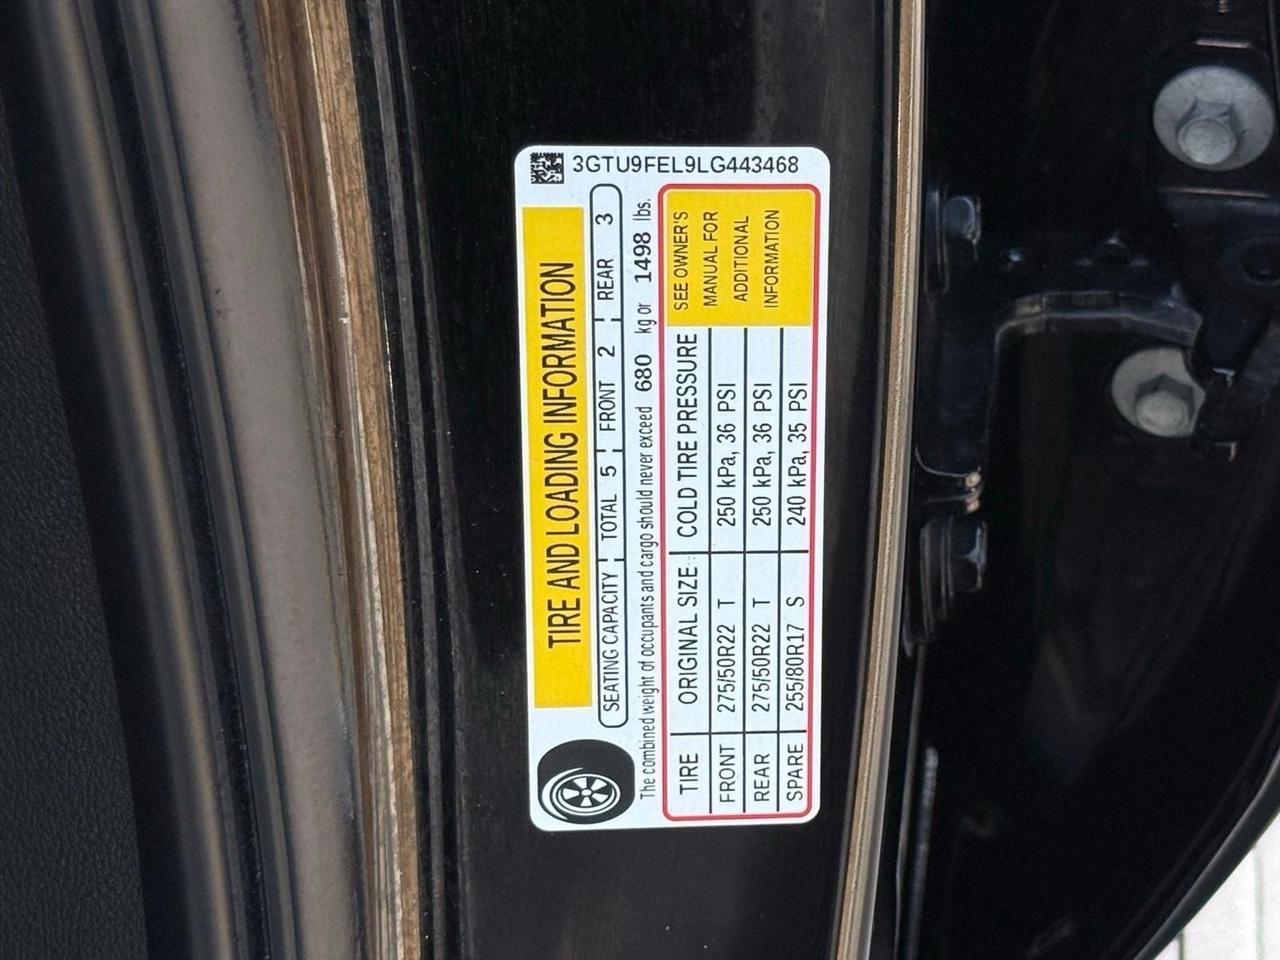 3GTU9FEL9LG443468
TIRE AND LOADING INFORMATION
SEATING CAPACITY TOTAL 5 FRONT 2 REAR 3
The combined weight of occupants and cargo should never exceed 680 kg or 1498 lbs.
TIRE ORIGINAL SIZE COLD TIRE PRESSURE
FRONT 275/50R22 T 250 kPa, 36 PSI
REAR 275/50R22 T 250 kPa, 36 PSI
SPARE 255/80R17 S 240 kPa, 35 PSI
SEE OWNER'S
MANUAL FOR
ADDITIONAL
INFORMATION